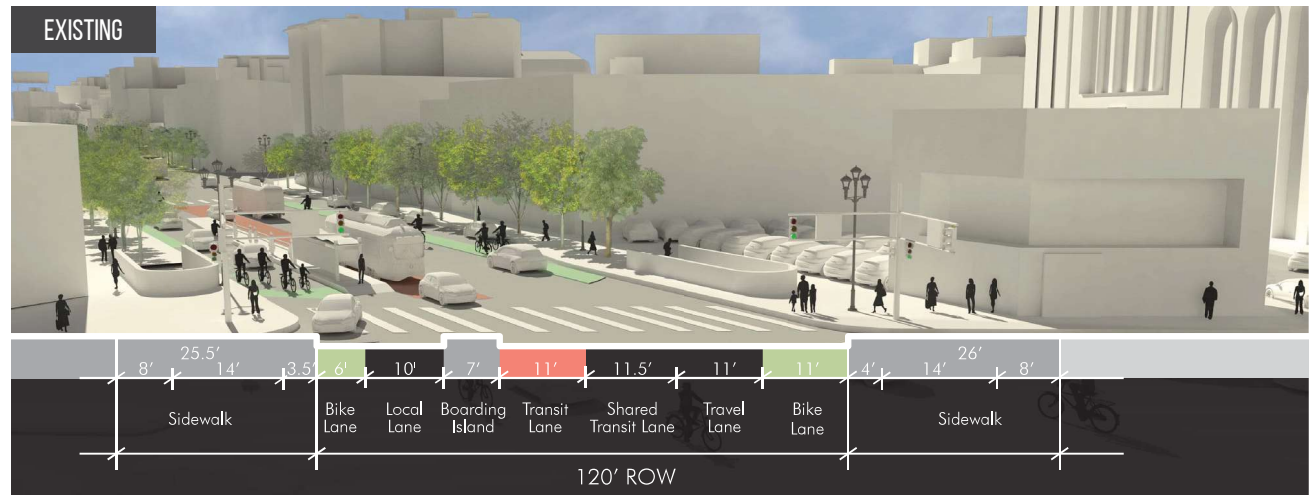 EXISTING
25.5’
26’
8’ 14’ 3.5’ 6' 10' 7’ 11’ 11.5’ 11’ 11’ 4’ 14’ 8’
Sidewalk
Bike Lane
Local Lane
Boarding Island
Transit Lane
Shared Transit Lane
Travel Lane
Bike Lane
Sidewalk
120’ ROW